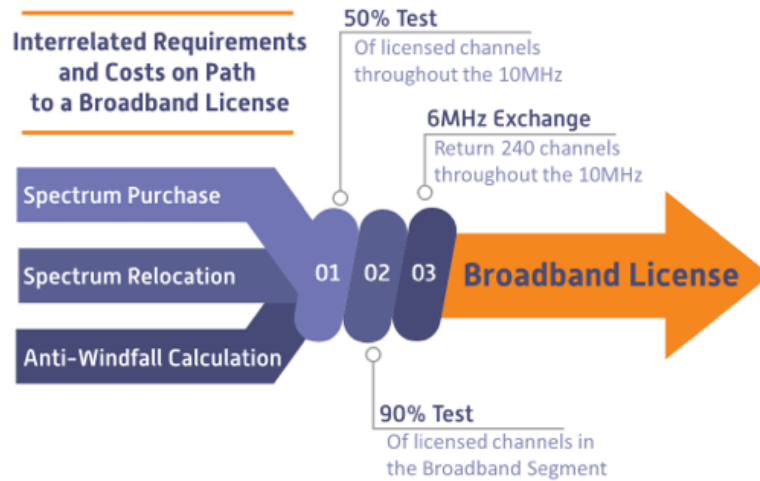 Interrelated Requirements
and Costs on Path
to a Broadband License
50% Test
Of licensed channels
throughout the 10MHz
6MHz Exchange
Return 240 channels
throughout the 10MHz
Spectrum Purchase
Spectrum Relocation
Anti-Windfall Calculation
01
02
03
Broadband License
90% Test
Of licensed channels in
the Broadband Segment